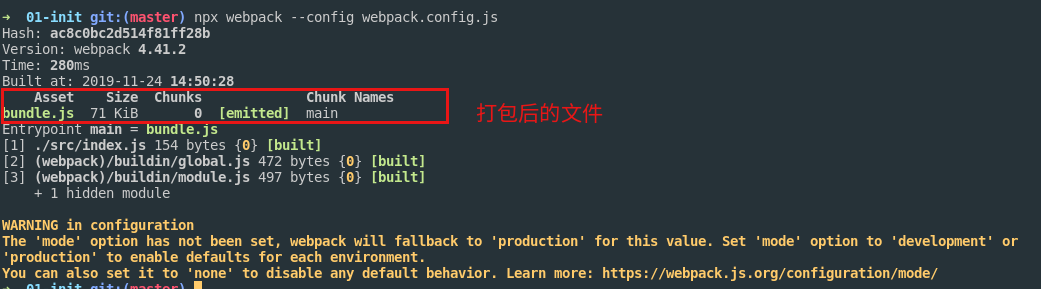 ➜  01-init git:(master) npx webpack --config webpack.config.js
Hash: ac8c0bc2d514f81ff28b
Version: webpack 4.41.2
Time: 280ms
Built at: 2019-11-24 14:50:28
    Asset    Size  Chunks             Chunk Names
bundle.js  71 KiB       0  [emitted]  main
打包后的文件
Entrypoint main = bundle.js
[1] ./src/index.js 154 bytes {0} [built]
[2] (webpack)/buildin/global.js 472 bytes {0} [built]
[3] (webpack)/buildin/module.js 497 bytes {0} [built]
    + 1 hidden module
WARNING in configuration
The 'mode' option has not been set, webpack will fallback to 'production' for this value. Set 'mode' option to 'development' or
'production' to enable defaults for each environment.
You can also set it to 'none' to disable any default behavior. Learn more: https://webpack.js.org/configuration/mode/
➜  01-init git:(master)